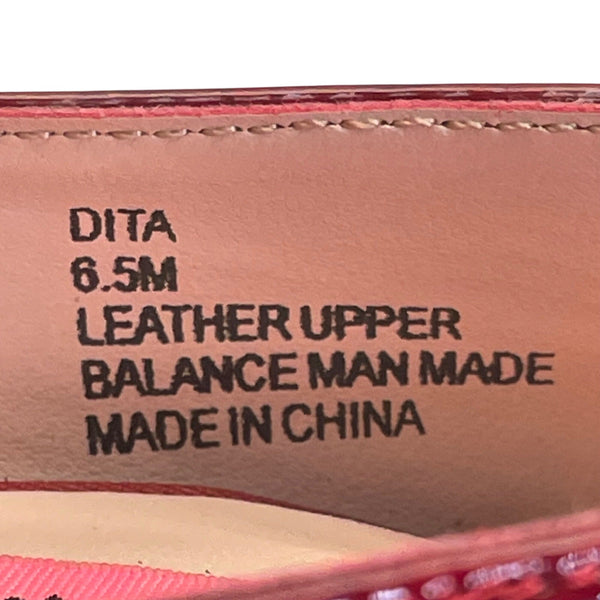 DITA
6.5M
LEATHER UPPER
BALANCE MAN MADE
MADE IN CHINA